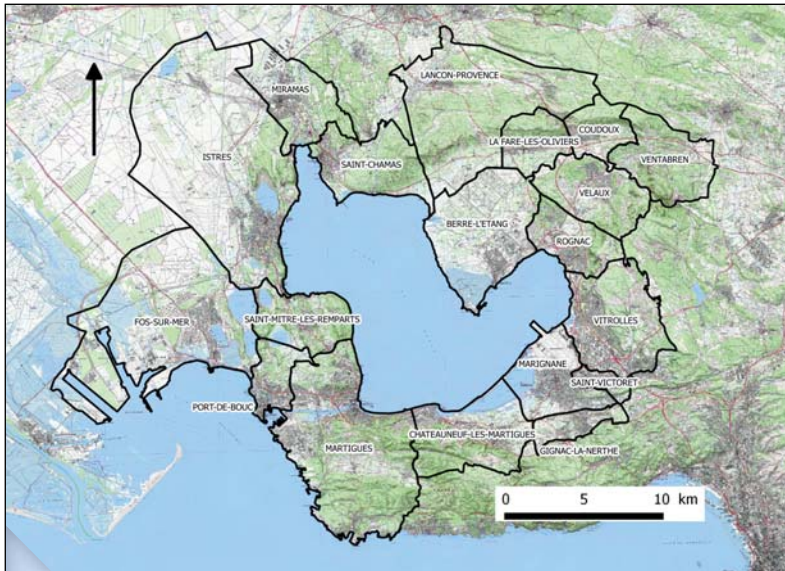 LANCON-PROVENCE
MIRAMAS
COUDOUX
LA FARE-LES-OLIVIERS
ISTRES
SAINT-CHAMAS
VENTABREN
VELAUX
BERRE-L'ETANG
ROGNAC
FOS-SUR-MER
SAINT-MITRE-LES-REMPARTS
VITROLLES
MARIGNANE
SAINT-VICTORET
PORT-DE-BOUC
CHATEAUNEUF-LES-MARTIGUES
MARTIGUES
GIGNAC-LA-NERTHE
0 5 10 km